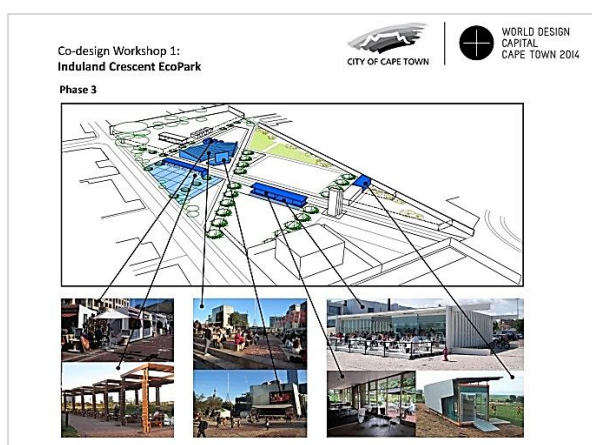 Co-design Workshop 1:
Induland Crescent EcoPark
Phase 3
CITY OF CAPE TOWN
WORLD DESIGN
CAPITAL
CAPE TOWN 2014